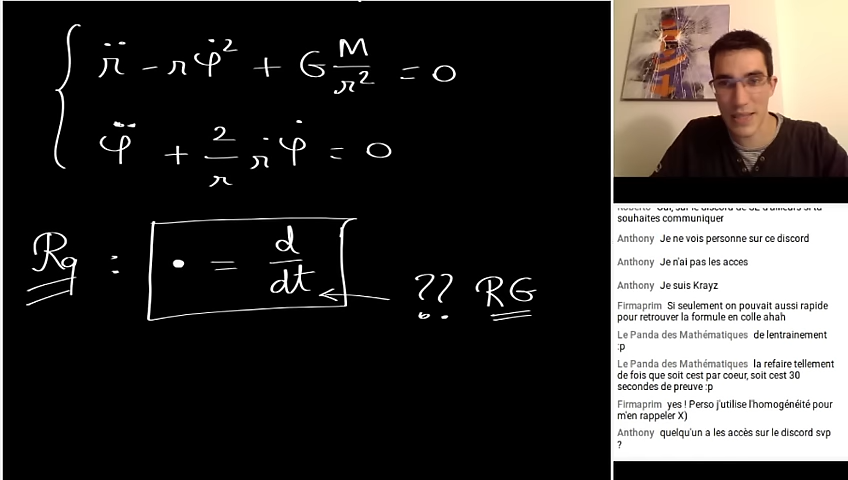 r̈ - rφ̇² + G M/r² = 0
φ̈ + 2/r ṙ φ̇ = 0
Rq : • = d/dt ?? RG
souhaites communiquer
Anthony Je ne vois personne sur ce discord
Anthony Je n'ai pas les acces
Anthony Je suis Krayz
Firmaprim Si seulement on pouvait aussi rapide
pour retrouver la formule en colle ahah
Le Panda des Mathématiques de lentrainement
:p
Le Panda des Mathématiques la refaire tellement
de fois que soit cest par coeur, soit cest 30
secondes de preuve :p
Firmaprim yes ! Perso j'utilise l'homogénéité pour
m'en rappeler X)
Anthony quelqu'un a les accès sur le discord svp
?